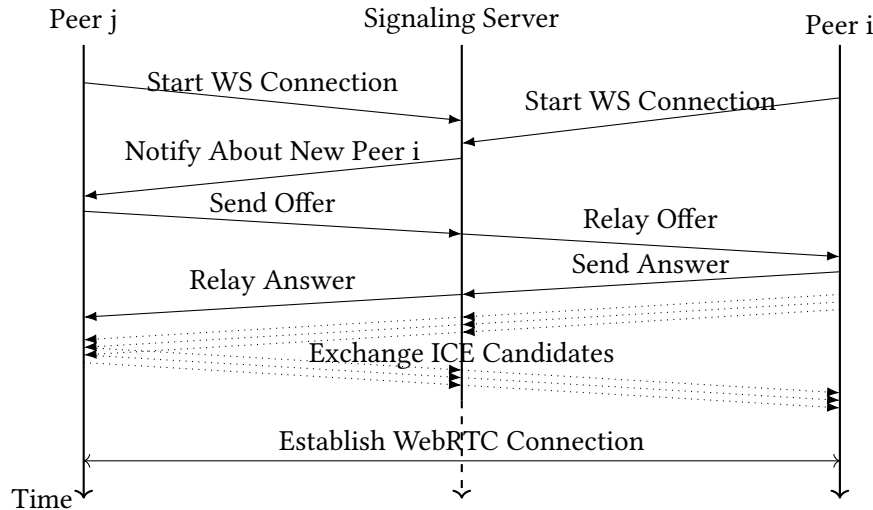 Peer j
Signaling Server
Peer i
Start WS Connection
Start WS Connection
Notify About New Peer i
Send Offer
Relay Offer
Send Answer
Relay Answer
Exchange ICE Candidates
Establish WebRTC Connection
Time